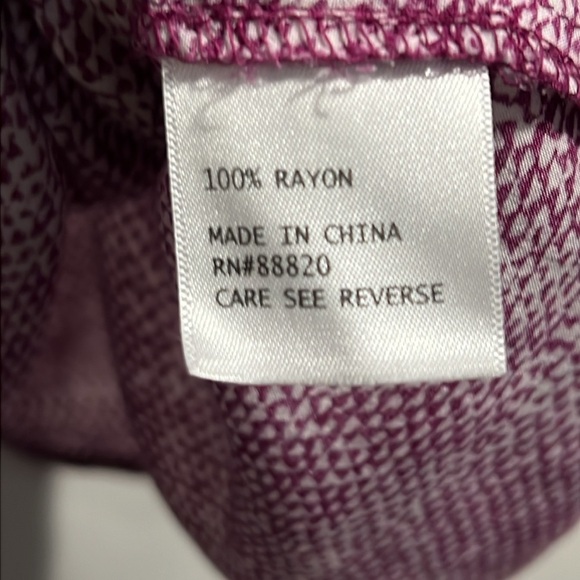 100% RAYON
MADE IN CHINA
RN#88820
CARE SEE REVERSE